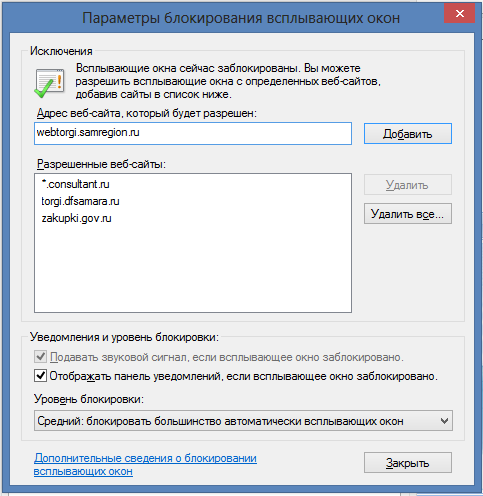 Параметры блокирования всплывающих окон
Исключения
Всплывающие окна сейчас заблокированы. Вы можете
разрешить всплывающие окна с определенных веб-сайтов,
добавив сайты в список ниже.
Адрес веб-сайта, который будет разрешен:
webtorgi.samregion.ru
Добавить
Разрешенные веб-сайты:
*.consultant.ru
torgi.dfsamara.ru
zakupki.gov.ru
Удалить
Удалить все...
Уведомления и уровень блокировки:
Подавать звуковой сигнал, если всплывающее окно заблокировано.
Отображать панель уведомлений, если всплывающее окно заблокировано.
Уровень блокировки:
Средний: блокировать большинство автоматически всплывающих окон
Дополнительные сведения о блокировании
всплывающих окон
Закрыть